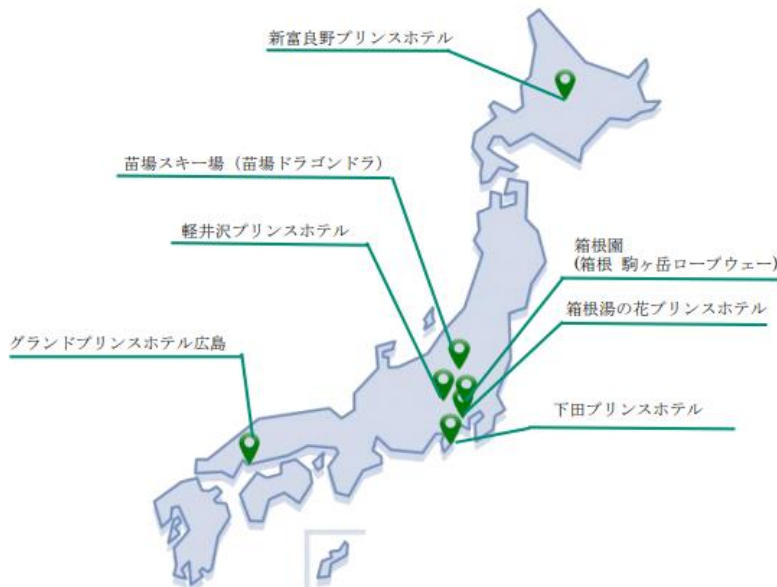 新富良野プリンスホテル
苗場スキー場（苗場ドラゴンドラ）
軽井沢プリンスホテル
箱根園
(箱根 駒ヶ岳ロープウェー)
箱根湯の花プリンスホテル
グランドプリンスホテル広島
下田プリンスホテル